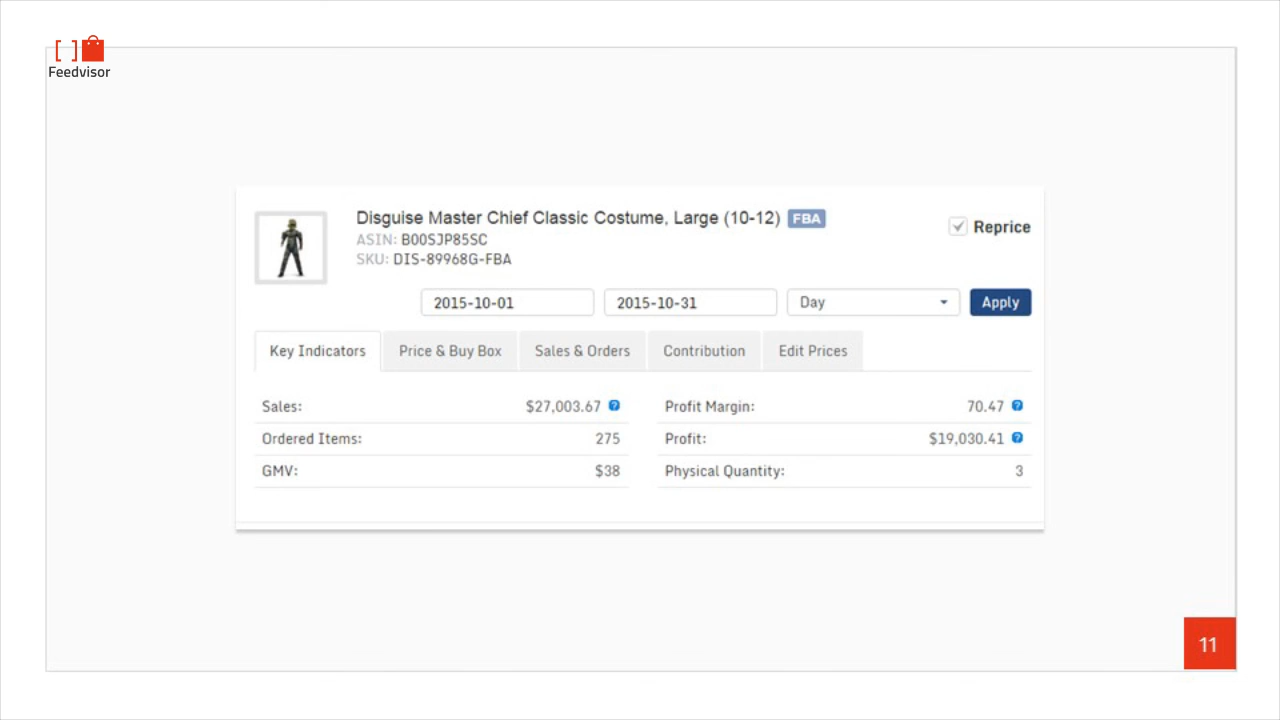 [ ]
Feedvisor
Disguise Master Chief Classic Costume, Large (10-12) FBA
ASIN: B00SJP85SC
SKU: DIS-89968G-FBA
Reprice
2015-10-01 2015-10-31 Day Apply
Key Indicators Price & Buy Box Sales & Orders Contribution Edit Prices
Sales: $27,003.67 ? Profit Margin: 70.47 ?
Ordered Items: 275 Profit: $19,030.41 ?
GMV: $38 Physical Quantity: 3
11